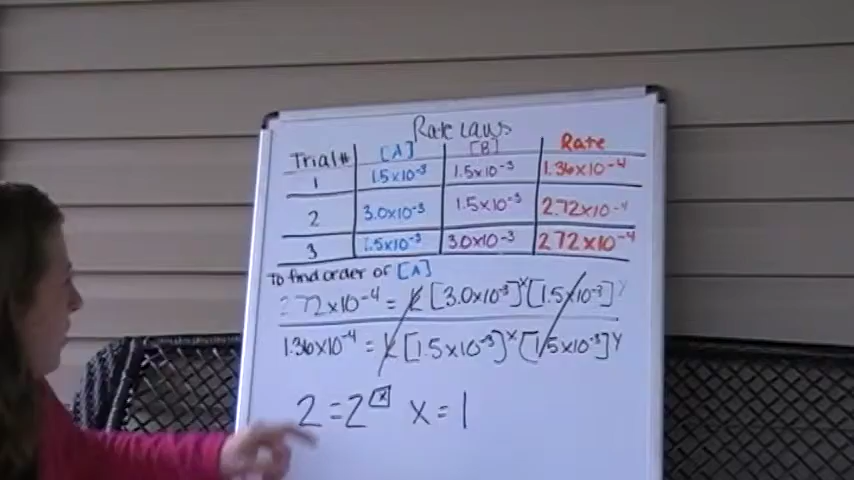 Rate Laws
Trial# [A] [B] Rate
1 1.5x10⁻³ 1.5x10⁻³ 1.36x10⁻⁴
2 3.0x10⁻³ 1.5x10⁻³ 2.72x10⁻⁴
3 1.5x10⁻³ 3.0x10⁻³ 2.72x10⁻⁴
To find order of [A]
2.72x10⁻⁴ = k [3.0x10⁻³]ˣ [1.5x10⁻³]ʸ
1.36x10⁻⁴ = k [1.5x10⁻³]ˣ [1.5x10⁻³]ʸ
2 = 2ˣ x = 1